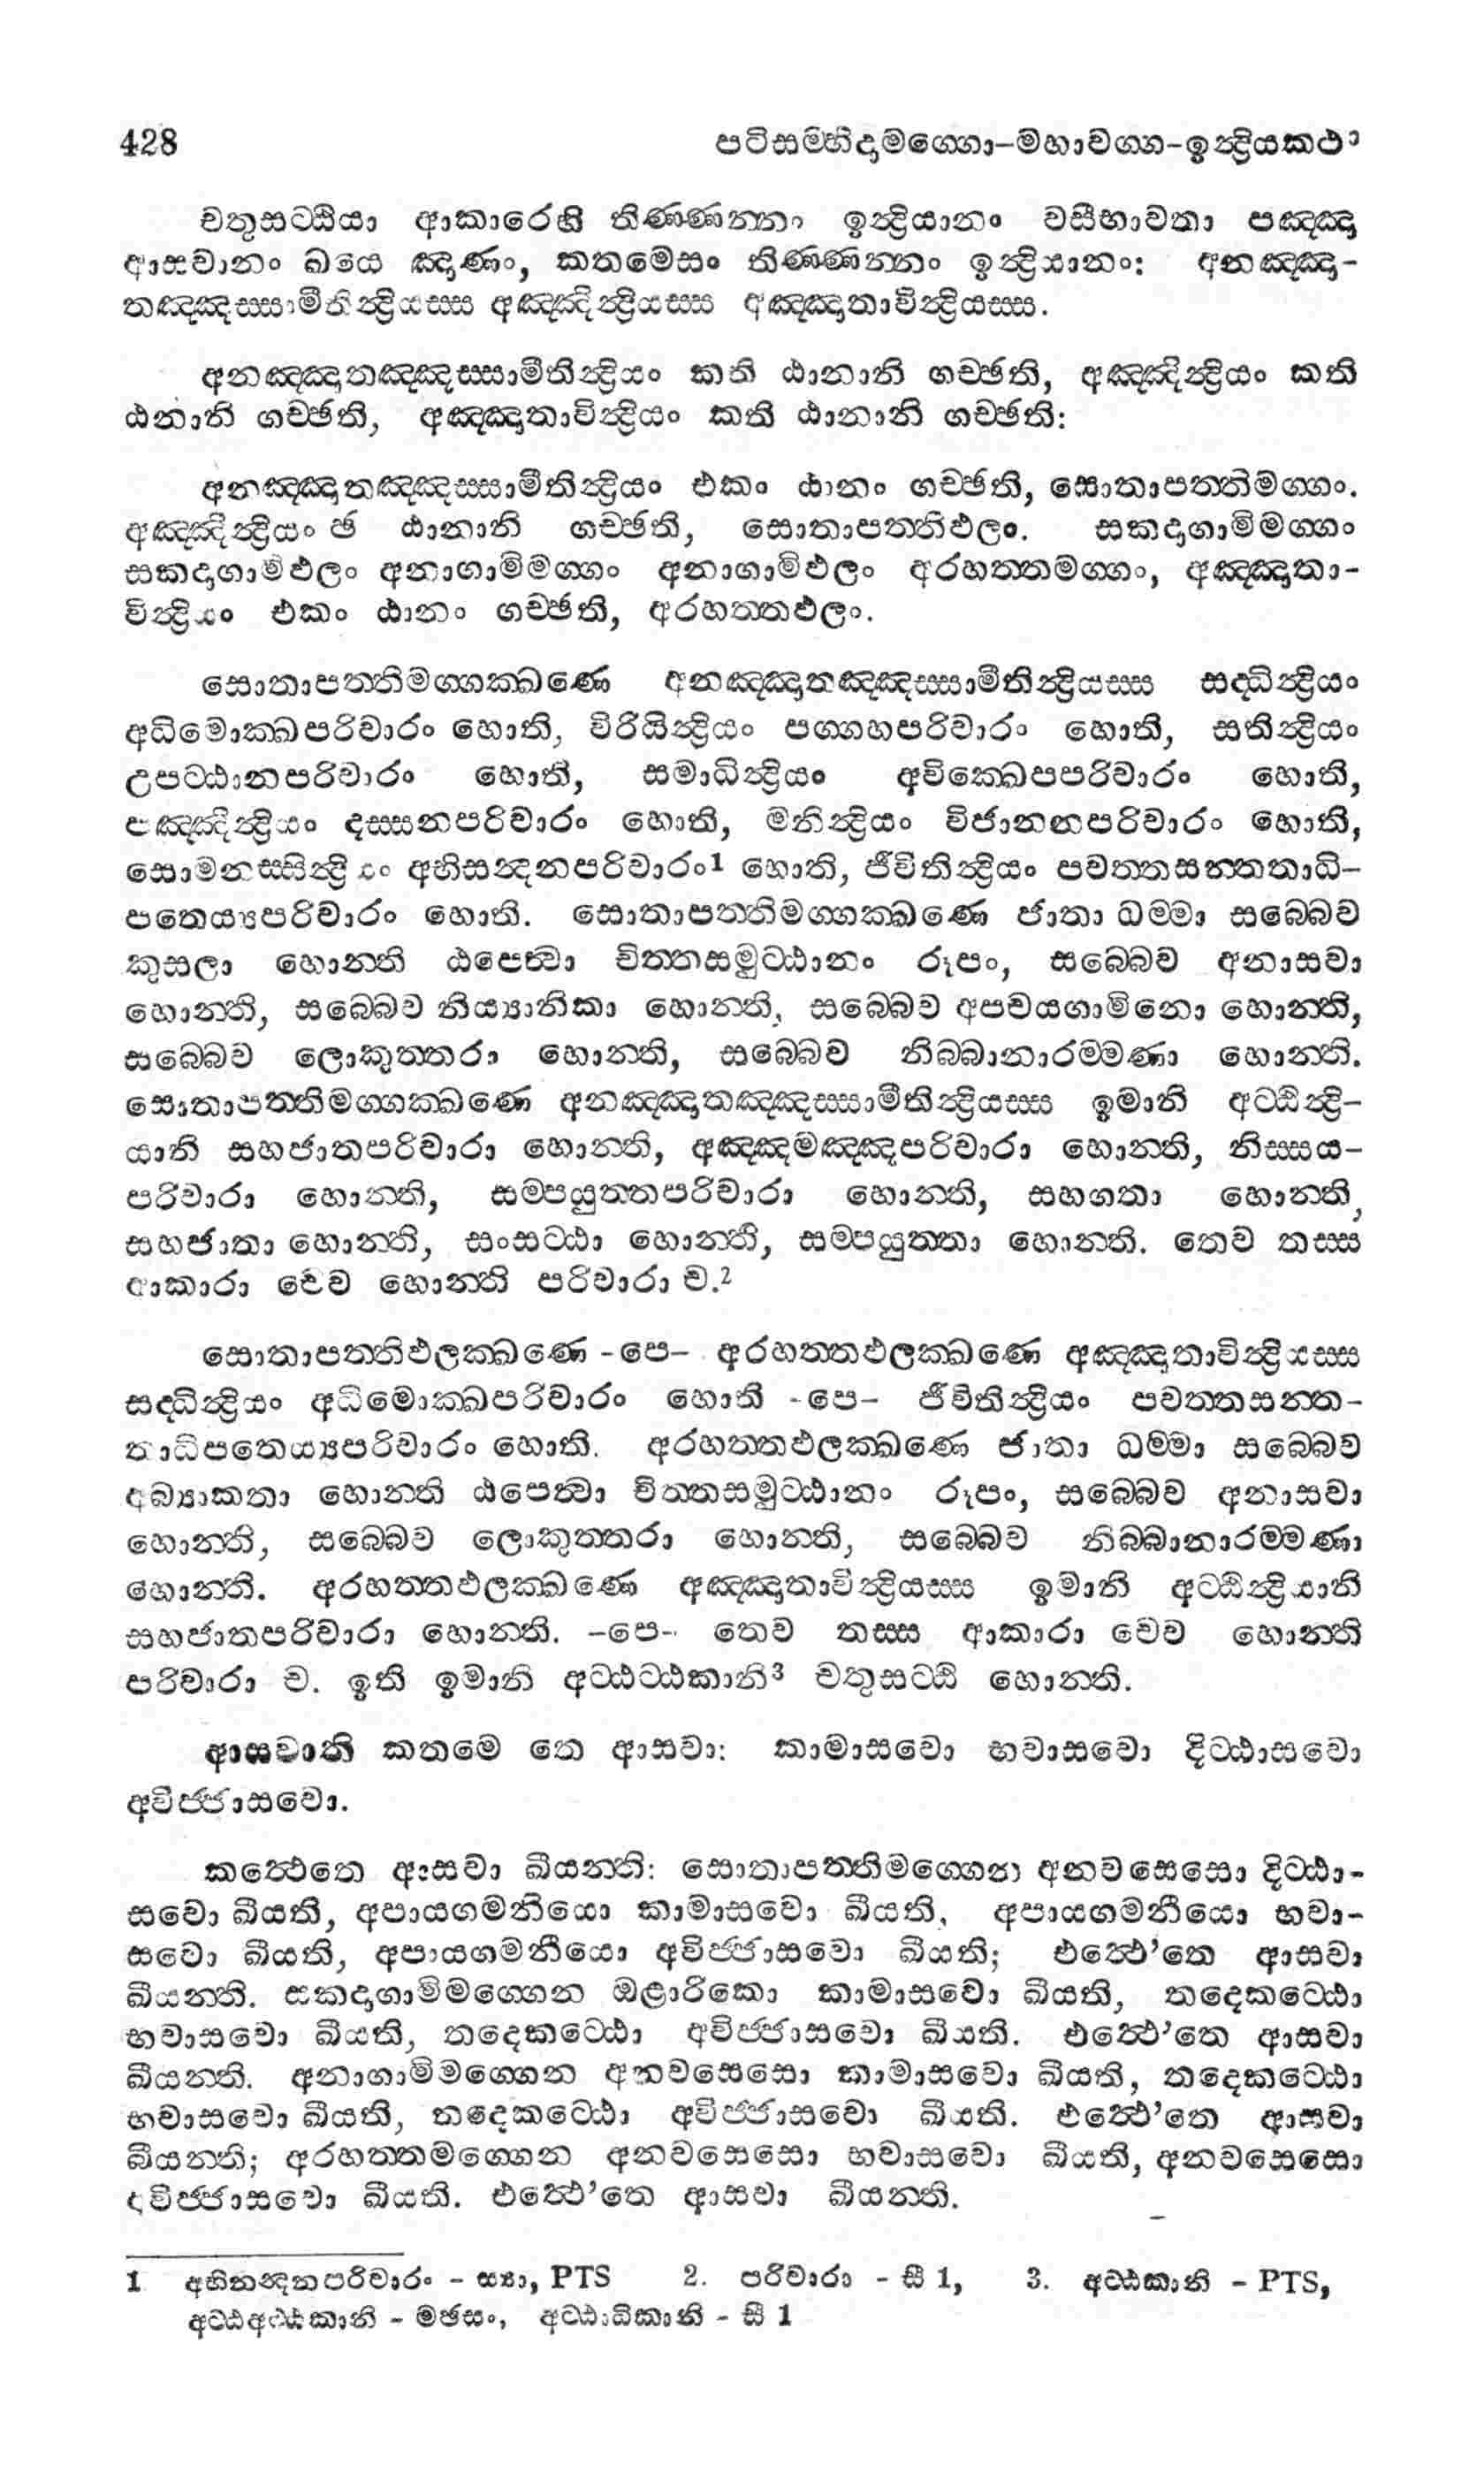 428 පටිසම්භිදාමග්ගො–මහාවග්ග–ඉන්ද්‍රියකථා
චතුසට්ඨියා ආකාරෙහි තිණ්ණන්නං ඉන්ද්‍රියානං වසීභාවතා පඤ්ඤා
ආසවානං ඛයෙ ඤාණං, කතමෙසං තිණ්ණන්නං ඉන්ද්‍රියානං: අනඤ්ඤා-
තඤ්ඤස්සාමීතින්ද්‍රියස්ස අඤ්ඤින්ද්‍රියස්ස අඤ්ඤාතාවින්ද්‍රියස්ස.
අනඤ්ඤාතඤ්ඤස්සාමීතින්ද්‍රියං කති ඨානානි ගච්ඡති, අඤ්ඤින්ද්‍රියං කති
ඨනානි ගච්ඡති, අඤ්ඤාතාවින්ද්‍රියං කති ඨානානි ගච්ඡති:
අනඤ්ඤාතඤ්ඤස්සාමීතින්ද්‍රියං එකං ඨානං ගච්ඡති, සොතාපත්තිමග්ගං.
අඤ්ඤින්ද්‍රියං ඡ ඨානානි ගච්ඡති, සොතාපත්තිඵලං. සකදාගාමිමග්ගං
සකදාගාමිඵලං අනාගාමිමග්ගං අනාගාමිඵලං අරහත්තමග්ගං, අඤ්ඤාතා-
වින්ද්‍රියං එකං ඨානං ගච්ඡති, අරහත්තඵලං.
සොතාපත්තිමග්ගක්ඛණෙ අනඤ්ඤාතඤ්ඤස්සාමීතින්ද්‍රියස්ස සද්ධින්ද්‍රියං
අධිමොක්ඛපරිවාරං හොති, විරියින්ද්‍රියං පග්ගහපරිවාරං හොති, සතින්ද්‍රියං
උපට්ඨානපරිවාරං හොති, සමාධින්ද්‍රියං අවික්ඛෙපපරිවාරං හොති,
පඤ්ඤින්ද්‍රියං දස්සනපරිවාරං හොති, මනින්ද්‍රියං විජානනපරිවාරං හොති,
සොමනස්සින්ද්‍රියං අභිසන්දනපරිවාරං1 හොති, ජීවිතින්ද්‍රියං පවත්තසන්තතාධි–
පතෙය්‍යපරිවාරං හොති. සොතාපත්තිමග්ගක්ඛණෙ ජාතා ධම්මා සබ්බෙව
කුසලා හොන්ති ඨපෙත්වා චිත්තසමුට්ඨානං රූපං, සබ්බෙව අනාසවා
හොන්ති, සබ්බෙව නිය්‍යානිකා හොන්ති, සබ්බෙව අපචයගාමිනො හොන්ති,
සබ්බෙව ලොකුත්තරා හොන්ති, සබ්බෙව නිබ්බානාරම්මණා හොන්ති.
සොතාපත්තිමග්ගක්ඛණෙ අනඤ්ඤාතඤ්ඤස්සාමීතින්ද්‍රියස්ස ඉමානි අට්ඨින්ද්‍රි–
යානි සහජාතපරිවාරා හොන්ති, අඤ්ඤමඤ්ඤපරිවාරා හොන්ති, නිස්සය–
පරිවාරා හොන්ති, සම්පයුත්තපරිවාරා හොන්ති, සහගතා හොන්ති,
සහජාතා හොන්ති, සංසට්ඨා හොන්ති, සම්පයුත්තා හොන්ති. තෙව තස්ස
ආකාරා චෙව හොන්ති පරිවාරා ච.2
සොතාපත්තිඵලක්ඛණෙ -පෙ– අරහත්තඵලක්ඛණෙ අඤ්ඤාතාවින්ද්‍රියස්ස
සද්ධින්ද්‍රියං අධිමොක්ඛපරිවාරං හොති -පෙ– ජීවිතින්ද්‍රියං පවත්තසන්ත-
තාධිපතෙය්‍යපරිවාරං හොති. අරහත්තඵලක්ඛණෙ ජාතා ධම්මා සබ්බෙව
අබ්‍යාකතා හොන්ති ඨපෙත්වා චිත්තසමුට්ඨානං රූපං, සබ්බෙව අනාසවා
හොන්ති, සබ්බෙව ලොකුත්තරා හොන්ති, සබ්බෙව නිබ්බානාරම්මණා
හොන්ති. අරහත්තඵලක්ඛණෙ අඤ්ඤාතාවින්ද්‍රියස්ස ඉමානි අට්ඨින්ද්‍රියානි
සහජාතපරිවාරා හොන්ති. –පෙ- තෙව තස්ස ආකාරා චෙව හොන්ති
පරිවාරා ච. ඉති ඉමානි අට්ඨට්ඨකානි3 චතුසට්ඨි හොන්ති.
ආසවාති කතමෙ තෙ ආසවා: කාමාසවො භවාසවො දිට්ඨාසවො
අවිජ්ජාසවො.
කත්ථෙතෙ ආසවා ඛීයන්ති: සොතාපත්තිමග්ගෙන අනවසෙසො දිට්ඨා-
සවො ඛීයති, අපායගමනියො කාමාසවො ඛීයති, අපායගමනීයො භවා-
සවො ඛීයති, අපායගමනීයො අවිජ්ජාසවො ඛීයති; එත්ථෙ’තෙ ආසවා
ඛීයන්ති. සකදාගාමිමග්ගෙන ඔළාරිකො කාමාසවො ඛීයති, තදෙකට්ඨො
භවාසවො ඛීයති, තදෙකට්ඨො අවිජ්ජාසවො ඛීයති. එත්ථෙ’තෙ ආසවා
ඛීයන්ති. අනාගාමිමග්ගෙන අනවසෙසො කාමාසවො ඛීයති, තදෙකට්ඨො
භවාසවො ඛීයති, තදෙකට්ඨො අවිජ්ජාසවො ඛීයති. එත්ථෙ’තෙ ආසවා
ඛීයන්ති; අරහත්තමග්ගෙන අනවසෙසො භවාසවො ඛීයති, අනවසෙසො
අවිජ්ජාසවො ඛීයති. එත්ථෙ’තෙ ආසවා ඛීයන්ති.
1 අභිනන්දනපරිවාරං – ස්‍යා, PTS 2. පරිවාරා - සී 1, 3. අට්ඨකානි – PTS,
අට්ඨඅට්ඨකානි – මඡසං, අට්ඨාධිකානි – සී 1